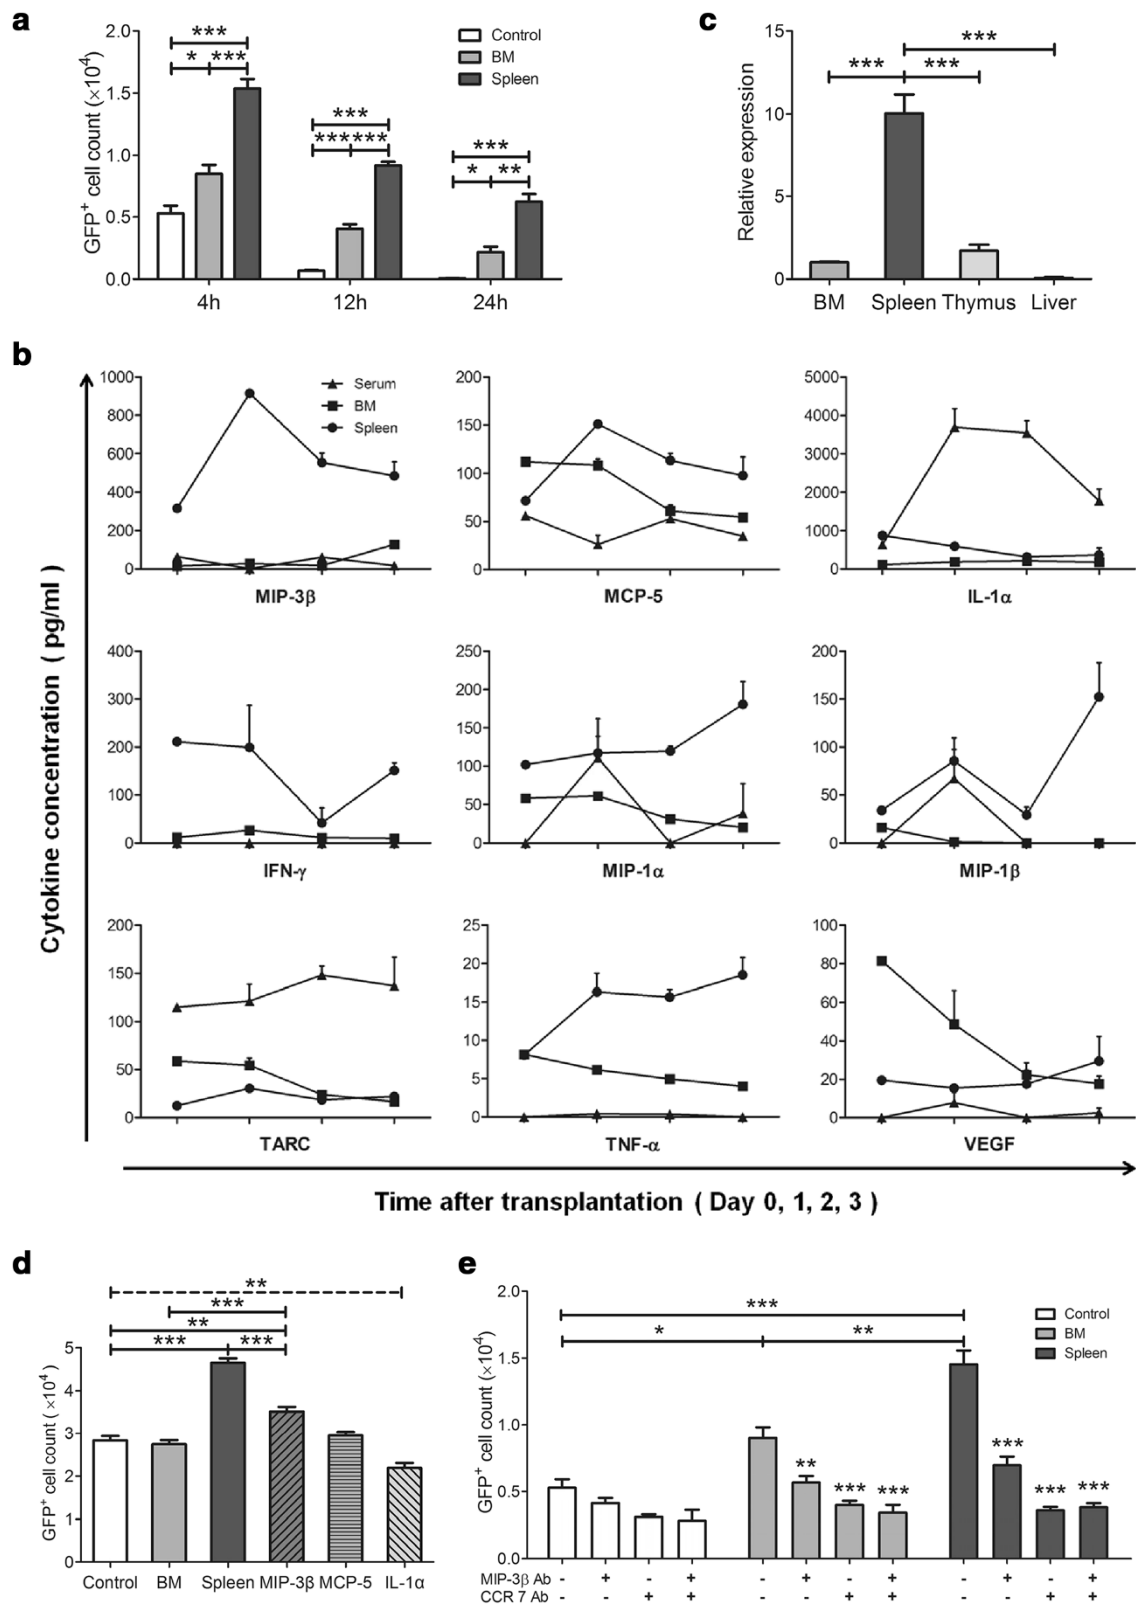 a
GFP⁺ cell count (×10⁴)
2.0
1.5
1.0
0.5
0.0
Control
BM
Spleen
***
* ***
***
*** ***
***
* **
4h 12h 24h
c
Relative expression
15
10
5
0
***
*** ***
BM Spleen Thymus Liver
b
Cytokine concentration ( pg/ml )
1000
800
600
400
200
0
Serum
BM
Spleen
MIP-3β
200
150
100
50
0
MCP-5
5000
4000
3000
2000
1000
0
IL-1α
400
300
200
100
0
IFN-γ
250
200
150
100
50
0
MIP-1α
200
150
100
50
0
MIP-1β
200
150
100
50
0
TARC
25
20
15
10
5
0
TNF-α
100
80
60
40
20
0
VEGF
Time after transplantation ( Day 0, 1, 2, 3 )
d
GFP⁺ cell count ( ×10⁴)
5
4
3
2
1
0
**
***
**
*** ***
Control BM Spleen MIP-3β MCP-5 IL-1α
e
GFP⁺ cell count (×10⁴)
2.0
1.5
1.0
0.5
0.0
Control
BM
Spleen
***
* **
** *** ***
*** *** ***
MIP-3β Ab - + - + - + - + - + - +
CCR 7 Ab - - + + - - + + - - + +